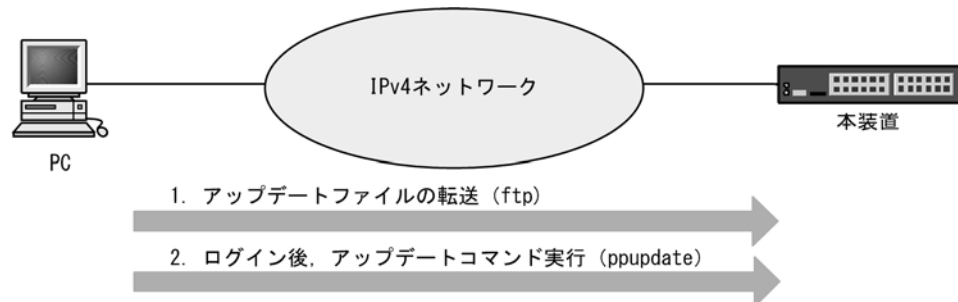 IPv4ネットワーク
本装置
PC
1. アップデートファイルの転送（ftp）
2. ログイン後，アップデートコマンド実行（ppupdate）